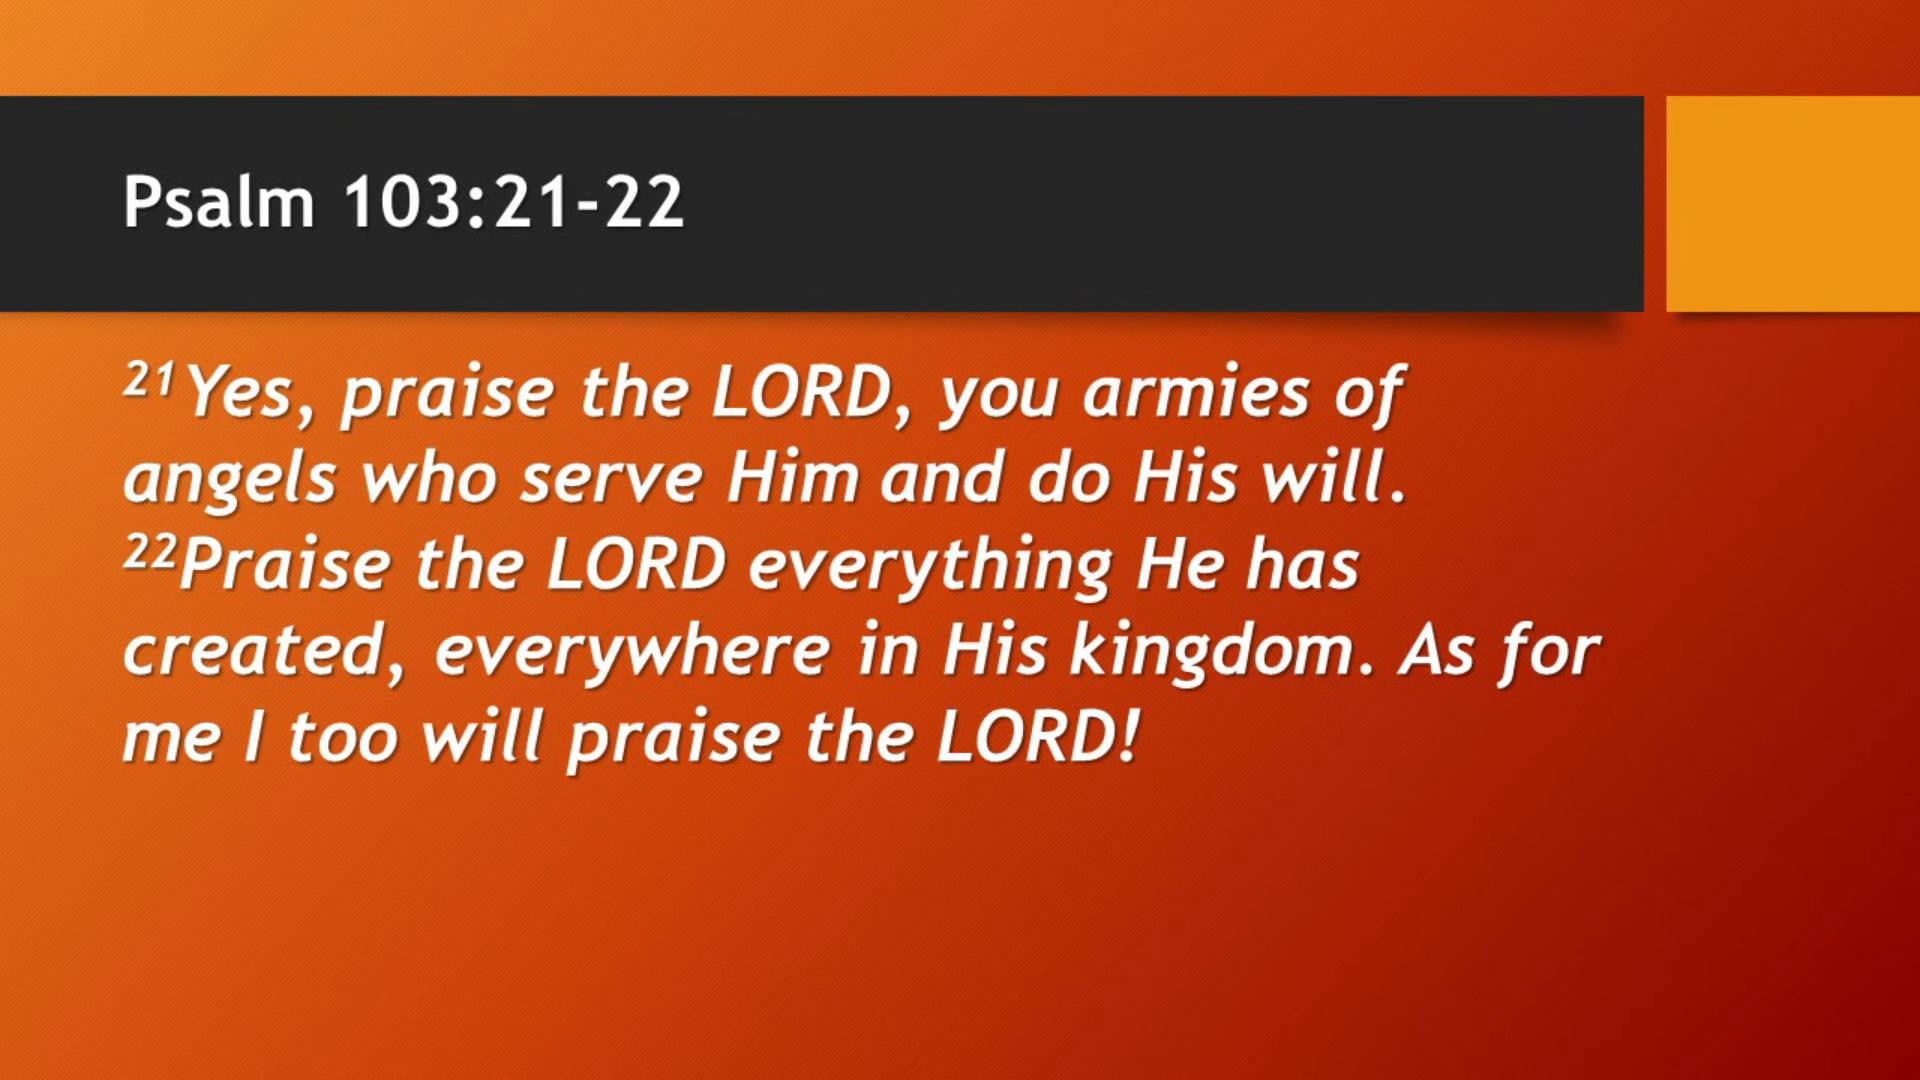 Psalm 103:21-22
²¹Yes, praise the LORD, you armies of
angels who serve Him and do His will.
²²Praise the LORD everything He has
created, everywhere in His kingdom. As for
me I too will praise the LORD!